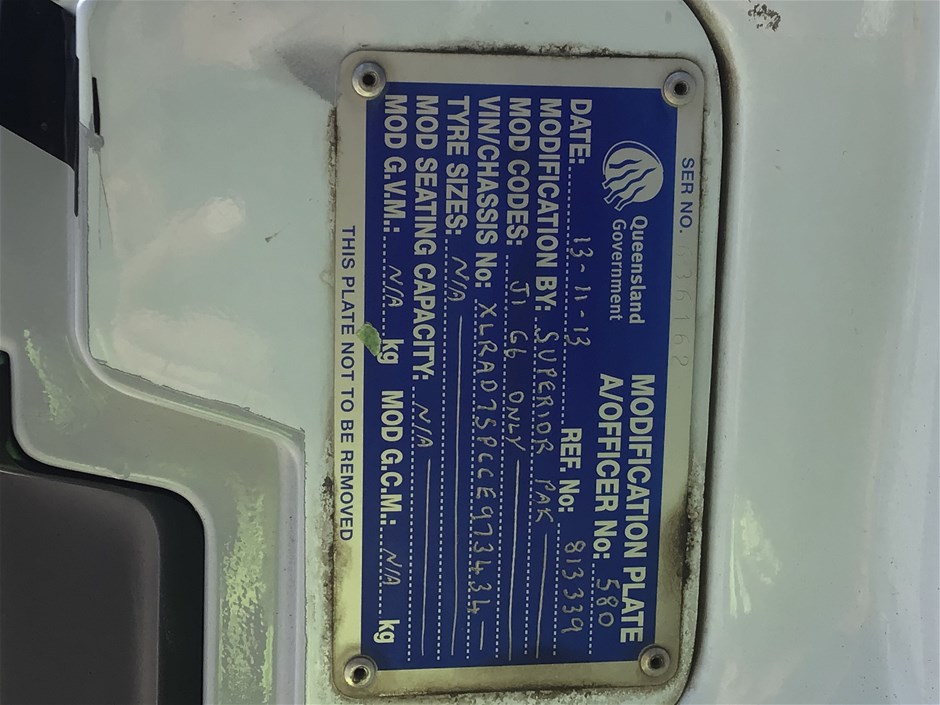 SER NO. 536162
Queensland
Government
MODIFICATION PLATE
A/OFFICER No: 580
DATE: 13-11-13 REF. No: 813339
MODIFICATION BY: SUPERIOR PAK
MOD CODES: J1 G6 ONLY
VIN/CHASSIS No: XLRAD75PCCE973434
TYRE SIZES: N/A
MOD SEATING CAPACITY: N/A
MOD G.V.M.: N/A kg MOD G.C.M.: N/A kg
THIS PLATE NOT TO BE REMOVED